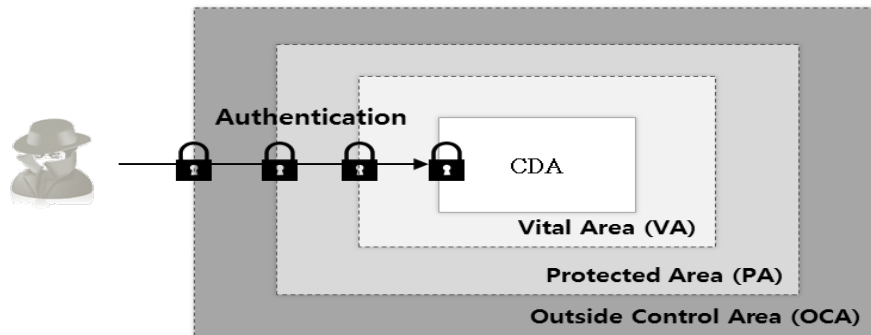 Authentication
CDA
Vital Area (VA)
Protected Area (PA)
Outside Control Area (OCA)